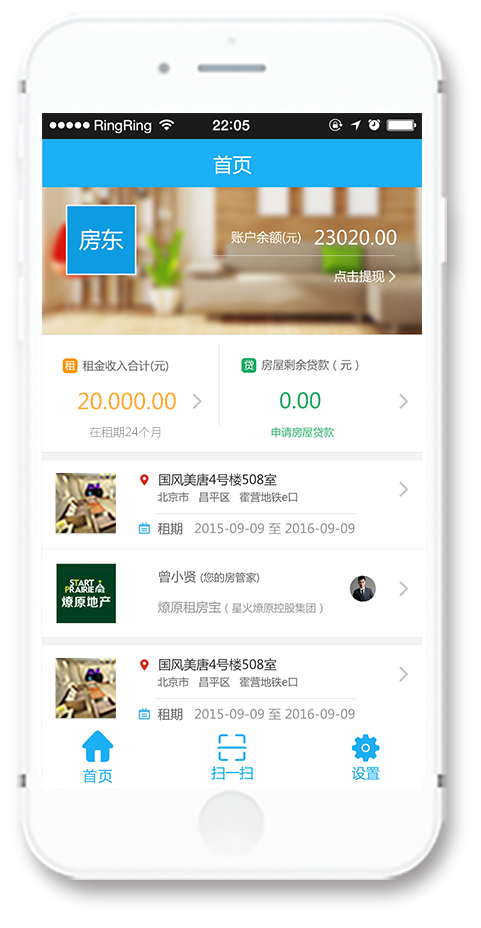 ●●●●● RingRing 22:05
首页
房东
账户余额(元) 23020.00
点击提现
租 租金收入合计(元)
20.000.00
在租期24个月
贷 房屋剩余贷款（元）
0.00
申请房屋贷款
国风美唐4号楼508室
北京市 昌平区 霍营地铁e口
租期 2015-09-09 至 2016-09-09
START
PRAIRIE
燎原地产
曾小贤 (您的房管家)
燎原租房宝（星火燎原控股集团）
国风美唐4号楼508室
北京市 昌平区 霍营地铁e口
租期 2015-09-09 至 2016-09-09
首页 扫一扫 设置